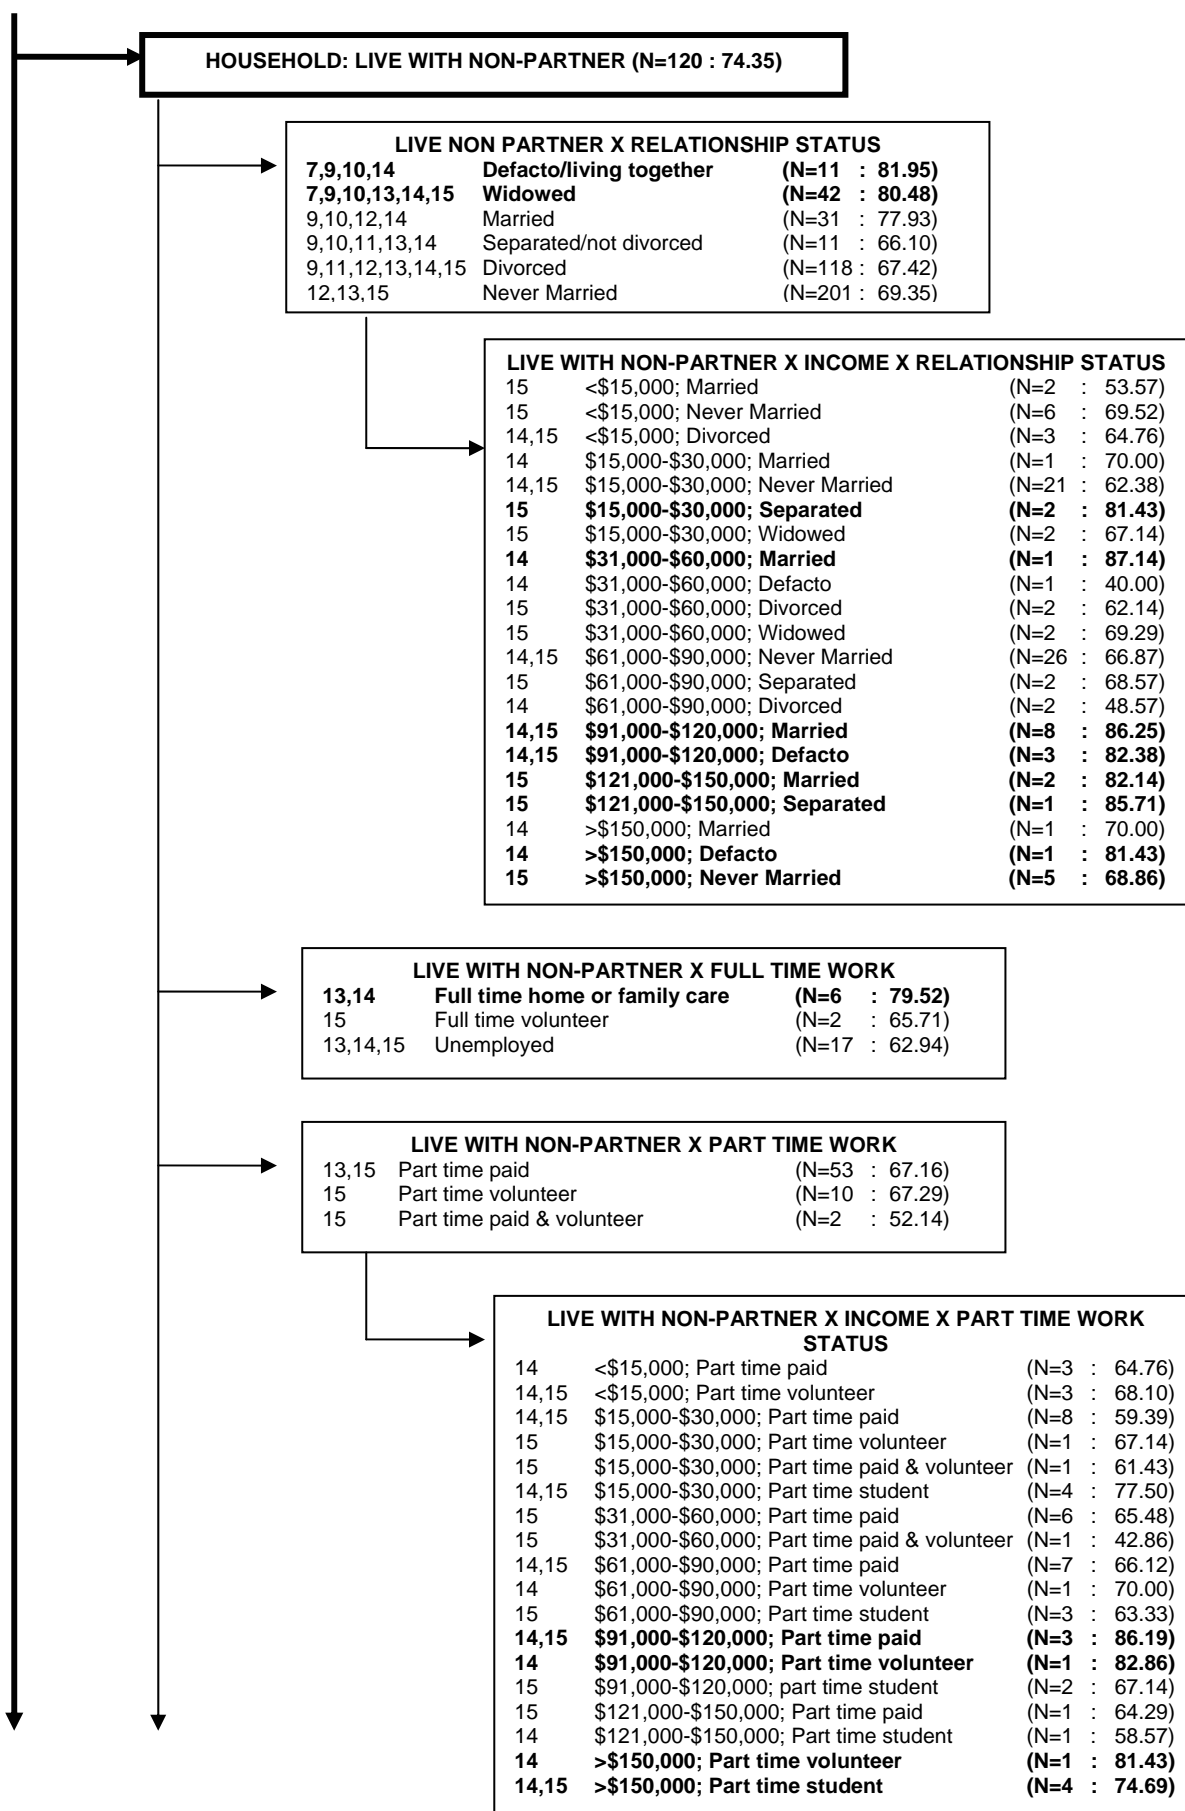 HOUSEHOLD: LIVE WITH NON-PARTNER (N=120 : 74.35)
LIVE NON PARTNER X RELATIONSHIP STATUS
7,9,10,14 Defacto/living together (N=11 : 81.95)
7,9,10,13,14,15 Widowed (N=42 : 80.48)
9,10,12,14 Married (N=31 : 77.93)
9,10,11,13,14 Separated/not divorced (N=11 : 66.10)
9,11,12,13,14,15 Divorced (N=118 : 67.42)
12,13,15 Never Married (N=201 : 69.35)
LIVE WITH NON-PARTNER X INCOME X RELATIONSHIP STATUS
15 <$15,000; Married (N=2 : 53.57)
15 <$15,000; Never Married (N=6 : 69.52)
14,15 <$15,000; Divorced (N=3 : 64.76)
14 $15,000-$30,000; Married (N=1 : 70.00)
14,15 $15,000-$30,000; Never Married (N=21 : 62.38)
15 $15,000-$30,000; Separated (N=2 : 81.43)
15 $15,000-$30,000; Widowed (N=2 : 67.14)
14 $31,000-$60,000; Married (N=1 : 87.14)
14 $31,000-$60,000; Defacto (N=1 : 40.00)
15 $31,000-$60,000; Divorced (N=2 : 62.14)
15 $31,000-$60,000; Widowed (N=2 : 69.29)
14,15 $61,000-$90,000; Never Married (N=26 : 66.87)
15 $61,000-$90,000; Separated (N=2 : 68.57)
14 $61,000-$90,000; Divorced (N=2 : 48.57)
14,15 $91,000-$120,000; Married (N=8 : 86.25)
14,15 $91,000-$120,000; Defacto (N=3 : 82.38)
15 $121,000-$150,000; Married (N=2 : 82.14)
15 $121,000-$150,000; Separated (N=1 : 85.71)
14 >$150,000; Married (N=1 : 70.00)
14 >$150,000; Defacto (N=1 : 81.43)
15 >$150,000; Never Married (N=5 : 68.86)
LIVE WITH NON-PARTNER X FULL TIME WORK
13,14 Full time home or family care (N=6 : 79.52)
15 Full time volunteer (N=2 : 65.71)
13,14,15 Unemployed (N=17 : 62.94)
LIVE WITH NON-PARTNER X PART TIME WORK
13,15 Part time paid (N=53 : 67.16)
15 Part time volunteer (N=10 : 67.29)
15 Part time paid & volunteer (N=2 : 52.14)
LIVE WITH NON-PARTNER X INCOME X PART TIME WORK
STATUS
14 <$15,000; Part time paid (N=3 : 64.76)
14,15 <$15,000; Part time volunteer (N=3 : 68.10)
14,15 $15,000-$30,000; Part time paid (N=8 : 59.39)
15 $15,000-$30,000; Part time volunteer (N=1 : 67.14)
15 $15,000-$30,000; Part time paid & volunteer (N=1 : 61.43)
14,15 $15,000-$30,000; Part time student (N=4 : 77.50)
15 $31,000-$60,000; Part time paid (N=6 : 65.48)
15 $31,000-$60,000; Part time paid & volunteer (N=1 : 42.86)
14,15 $61,000-$90,000; Part time paid (N=7 : 66.12)
14 $61,000-$90,000; Part time volunteer (N=1 : 70.00)
15 $61,000-$90,000; Part time student (N=3 : 63.33)
14,15 $91,000-$120,000; Part time paid (N=3 : 86.19)
14 $91,000-$120,000; Part time volunteer (N=1 : 82.86)
15 $91,000-$120,000; part time student (N=2 : 67.14)
15 $121,000-$150,000; Part time paid (N=1 : 64.29)
14 $121,000-$150,000; Part time student (N=1 : 58.57)
14 >$150,000; Part time volunteer (N=1 : 81.43)
14,15 >$150,000; Part time student (N=4 : 74.69)